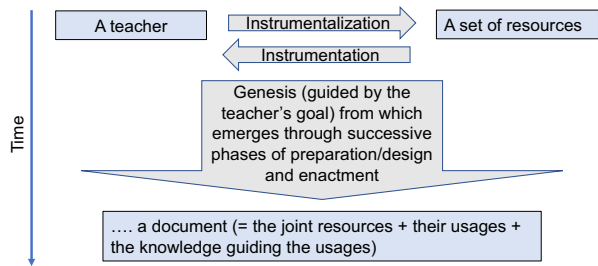 A teacher
Instrumentalization
A set of resources
Instrumentation
Time
Genesis (guided by the
teacher's goal) from which
emerges through successive
phases of preparation/design
and enactment
…. a document (= the joint resources + their usages +
the knowledge guiding the usages)